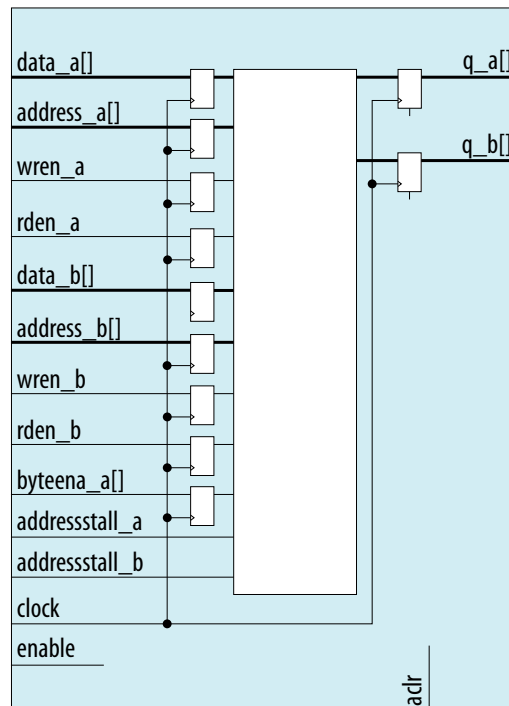 data_a[]
q_a[]
address_a[]
q_b[]
wren_a
rden_a
data_b[]
address_b[]
wren_b
rden_b
byteena_a[]
addressstall_a
addressstall_b
clock
enable
aclr